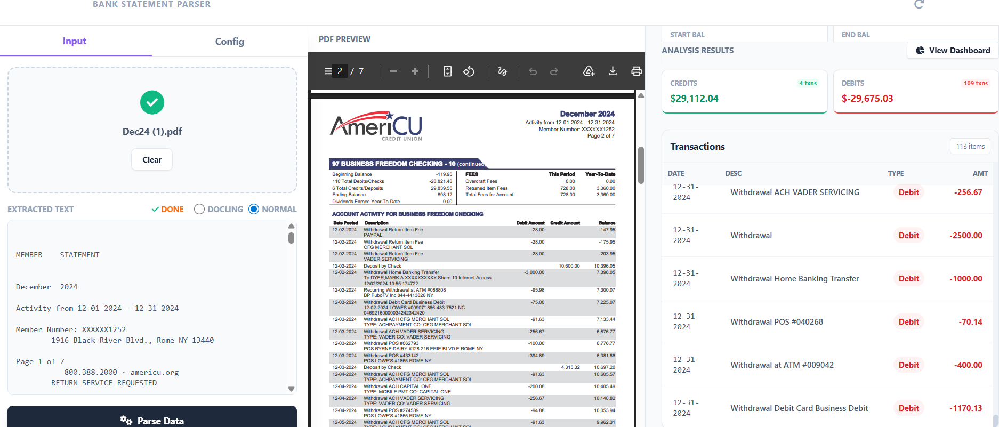 BANK STATEMENT PARSER
Input
Config
Dec24 (1).pdf
Clear
EXTRACTED TEXT
DONE
DOCLING
NORMAL
MEMBER    STATEMENT
December  2024
Activity from 12-01-2024 - 12-31-2024
Member Number: XXXXXX1252
1916 Black River Blvd., Rome NY 13440
Page 1 of 7
800.388.2000 · americu.org
RETURN SERVICE REQUESTED
Parse Data
PDF PREVIEW
2 / 7
AmeriCU
CREDIT UNION
December 2024
Activity from 12-01-2024 - 12-31-2024
Member Number: XXXXXX1252
Page 2 of 7
97 BUSINESS FREEDOM CHECKING - 10 (continued
Beginning Balance -119.95
110 Total Debits/Checks -28,821.48
6 Total Credits/Deposits 29,839.55
Ending Balance 898.12
Dividends Earned Year-To-Date 0.00
FEES This Period Year-To-Date
Overdraft Fees 0.00 0.00
Returned Item Fees 728.00 3,360.00
Total Fees for Account 728.00 3,360.00
ACCOUNT ACTIVITY FOR BUSINESS FREEDOM CHECKING
Date Posted Description Debit Amount Credit Amount Balance
12-02-2024 Withdrawal Return Item Fee -28.00 -147.95
PAYPAL
12-02-2024 Withdrawal Return Item Fee -28.00 -175.95
CFG MERCHANT SOL
12-02-2024 Withdrawal Return Item Fee -28.00 -203.95
VADER SERVICING
12-02-2024 Deposit by Check 10,600.00 10,396.05
12-02-2024 Withdrawal Home Banking Transfer -3,000.00 7,396.05
To DYER,MARK A XXXXXXXXXX Share 10 Internet Access
12/02/2024 10:55 174722
12-02-2024 Recurring Withdrawal at ATM #088808 -95.98 7,300.07
BP FuboTV Inc 844-4413826 NY
12-03-2024 Withdrawal Debit Card Business Debit -75.00 7,225.07
12-02-2024 LOWES #00907* 866-483-7521 NC
04692160000034242342420
12-03-2024 Withdrawal ACH CFG MERCHANT SOL -91.63 7,133.44
TYPE: ACHPAYMENT CO: CFG MERCHANT SOL
12-03-2024 Withdrawal ACH VADER SERVICING -256.67 6,876.77
TYPE: VADER CO: VADER SERVICING
12-03-2024 Withdrawal POS #062793 -100.00 6,776.77
POS BYRNE DAIRY #128 216 ERIE BLVD E ROME NY
12-03-2024 Withdrawal POS #433142 -394.89 6,381.88
POS LOWE'S #1865 ROME NY
12-03-2024 Deposit by Check 4,315.32 10,697.20
12-04-2024 Withdrawal ACH CFG MERCHANT SOL -91.63 10,605.57
TYPE: ACHPAYMENT CO: CFG MERCHANT SOL
12-04-2024 Withdrawal ACH CAPITAL ONE -200.08 10,405.49
TYPE: MOBILE PMT CO: CAPITAL ONE
12-04-2024 Withdrawal ACH VADER SERVICING -256.67 10,148.82
TYPE: VADER CO: VADER SERVICING
12-04-2024 Withdrawal POS #274589 -94.88 10,053.94
POS LOWE'S #1865 ROME NY
12-05-2024 Withdrawal ACH CFG MERCHANT SOL -91.63 9,962.31
START BAL
END BAL
ANALYSIS RESULTS
View Dashboard
CREDITS 4 txns
$29,112.04
DEBITS 109 txns
$-29,675.03
Transactions
113 items
DATE DESC TYPE AMT
12-31-
2024 Withdrawal ACH VADER SERVICING Debit -256.67
12-31-
2024 Withdrawal Debit -2500.00
12-31-
2024 Withdrawal Home Banking Transfer Debit -1000.00
12-31-
2024 Withdrawal POS #040268 Debit -70.14
12-31-
2024 Withdrawal at ATM #009042 Debit -400.00
12-31-
2024 Withdrawal Debit Card Business Debit Debit -1170.13